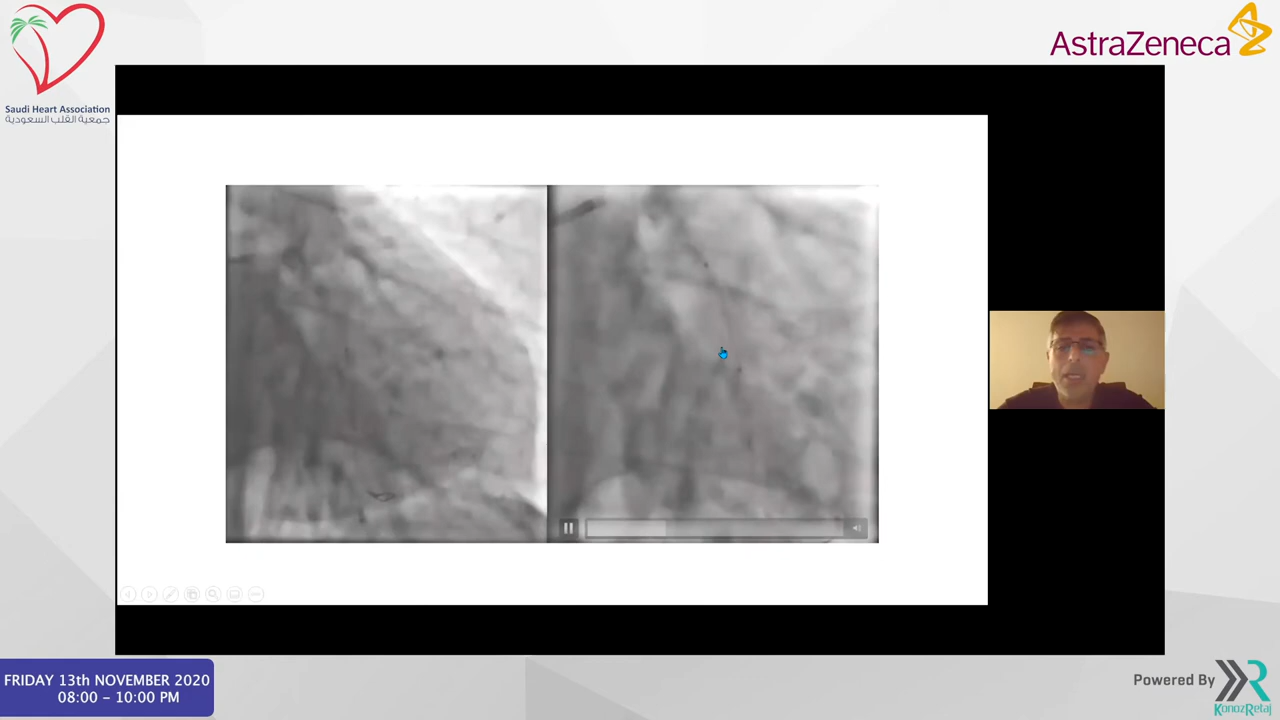 Saudi Heart Association
جمعية القلب السعودية
AstraZeneca
FRIDAY 13th NOVEMBER 2020
08:00 – 10:00 PM
Powered By
KonozRetaj